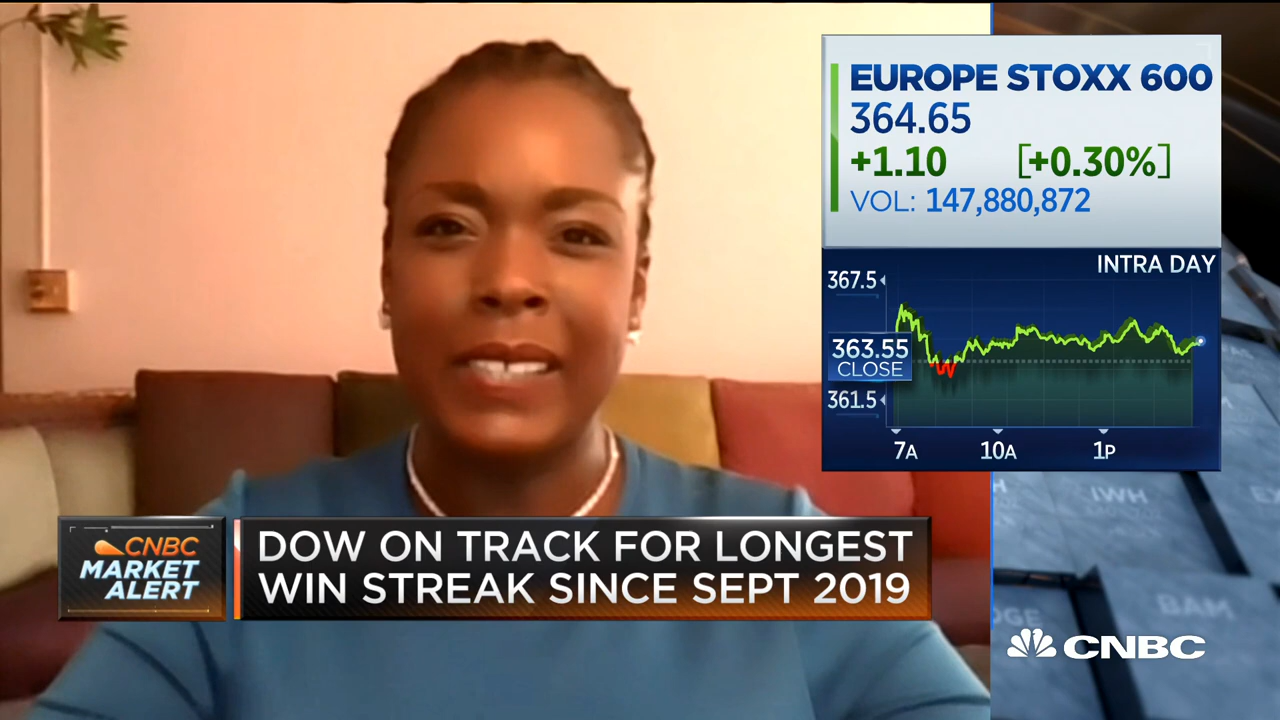 EUROPE STOXX 600
364.65
+1.10 [+0.30%]
VOL: 147,880,872
INTRA DAY
367.5
363.55
CLOSE
361.5
7A 10A 1P
CNBC
MARKET
ALERT
DOW ON TRACK FOR LONGEST
WIN STREAK SINCE SEPT 2019
IWH
BAM
CNBC